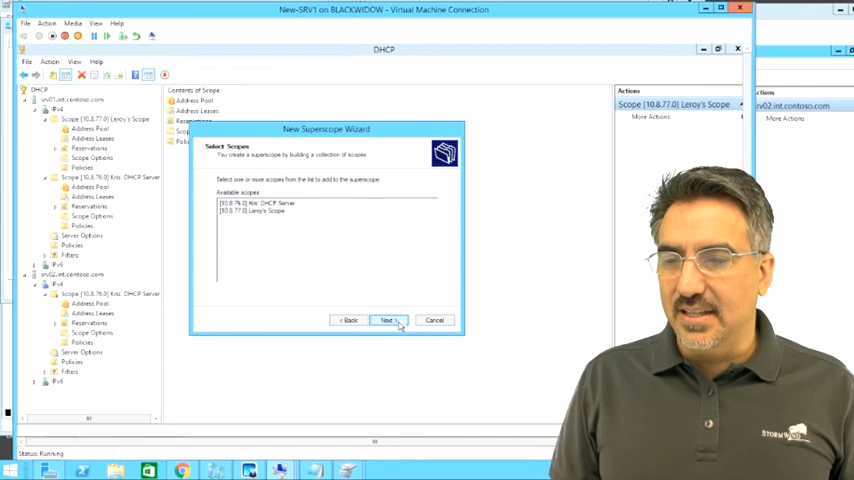 New-SRV1 on BLACKWIDOW – Virtual Machine Connection
File Action Media View Help
DHCP
File Action View Help
DHCP
srv01.int.contoso.com
IPv4
Scope [10.8.77.0] Leroy's Scope
Address Pool
Address Leases
Reservations
Scope Options
Policies
Scope [10.8.76.0] Kris' DHCP Server
Address Pool
Address Leases
Reservations
Scope Options
Policies
Server Options
Policies
Filters
IPv6
srv02.int.contoso.com
IPv4
Scope [10.8.76.0] Kris' DHCP Server
Address Pool
Address Leases
Reservations
Scope Options
Server Options
Policies
Filters
IPv6
Contents of Scope
Address Pool
Address Leases
New Superscope Wizard
Select Scopes
You create a superscope by building a collection of scopes.
Select one or more scopes from the list to add to the superscope.
Available scopes:
[10.8.76.0] Kris' DHCP Server
[10.8.77.0] Leroy's Scope
< Back Next > Cancel
Actions
Scope [10.8.77.0] Leroy's Scope
More Actions
srv02.int.contoso.com
More Actions
STORMWIND
Status: Running